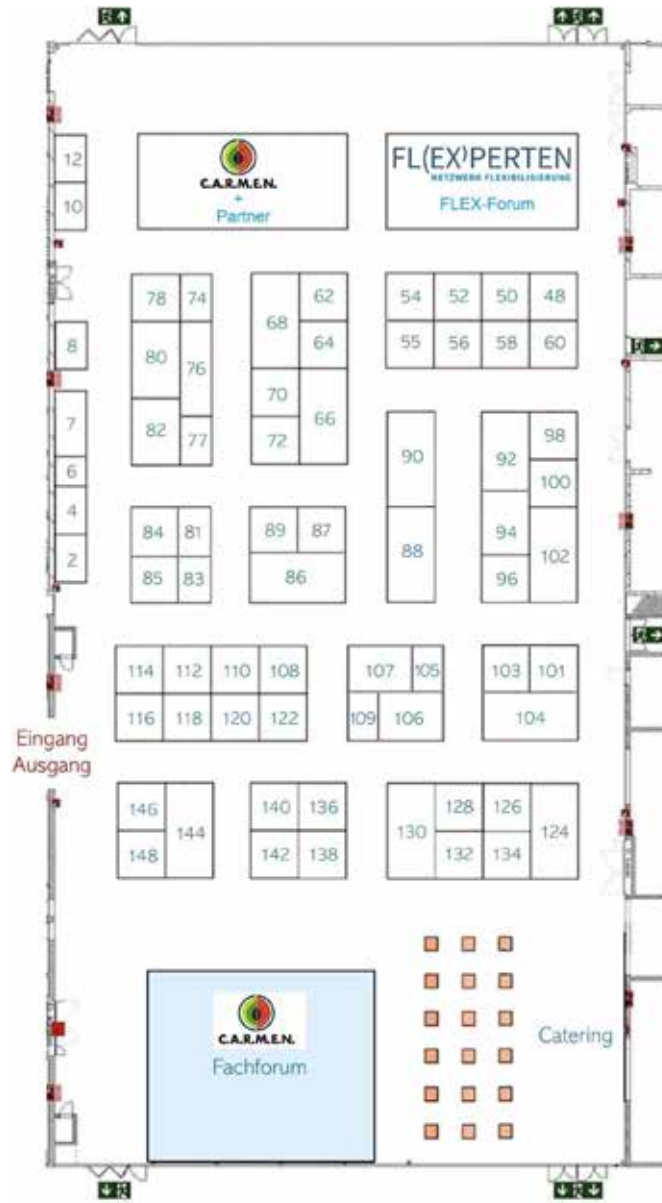 12
10
C.A.R.M.E.N.
+
Partner
FL(EX)PERTEN
NETZWERK FLEXIBILISIERUNG
FLEX-Forum
78 74
68 62
54 52 50 48
8
80 76
64
55 56 58 60
7
82 77
70 66
72
90
92 98
100
6
4
2
84 81
85 83
89 87
86
88
94 102
96
114 112 110 108
116 118 120 122
107 105
109 106
103 101
104
Eingang
Ausgang
146 144
148
140 136
142 138
130 128 126 124
132 134
C.A.R.M.E.N.
Fachforum
Catering